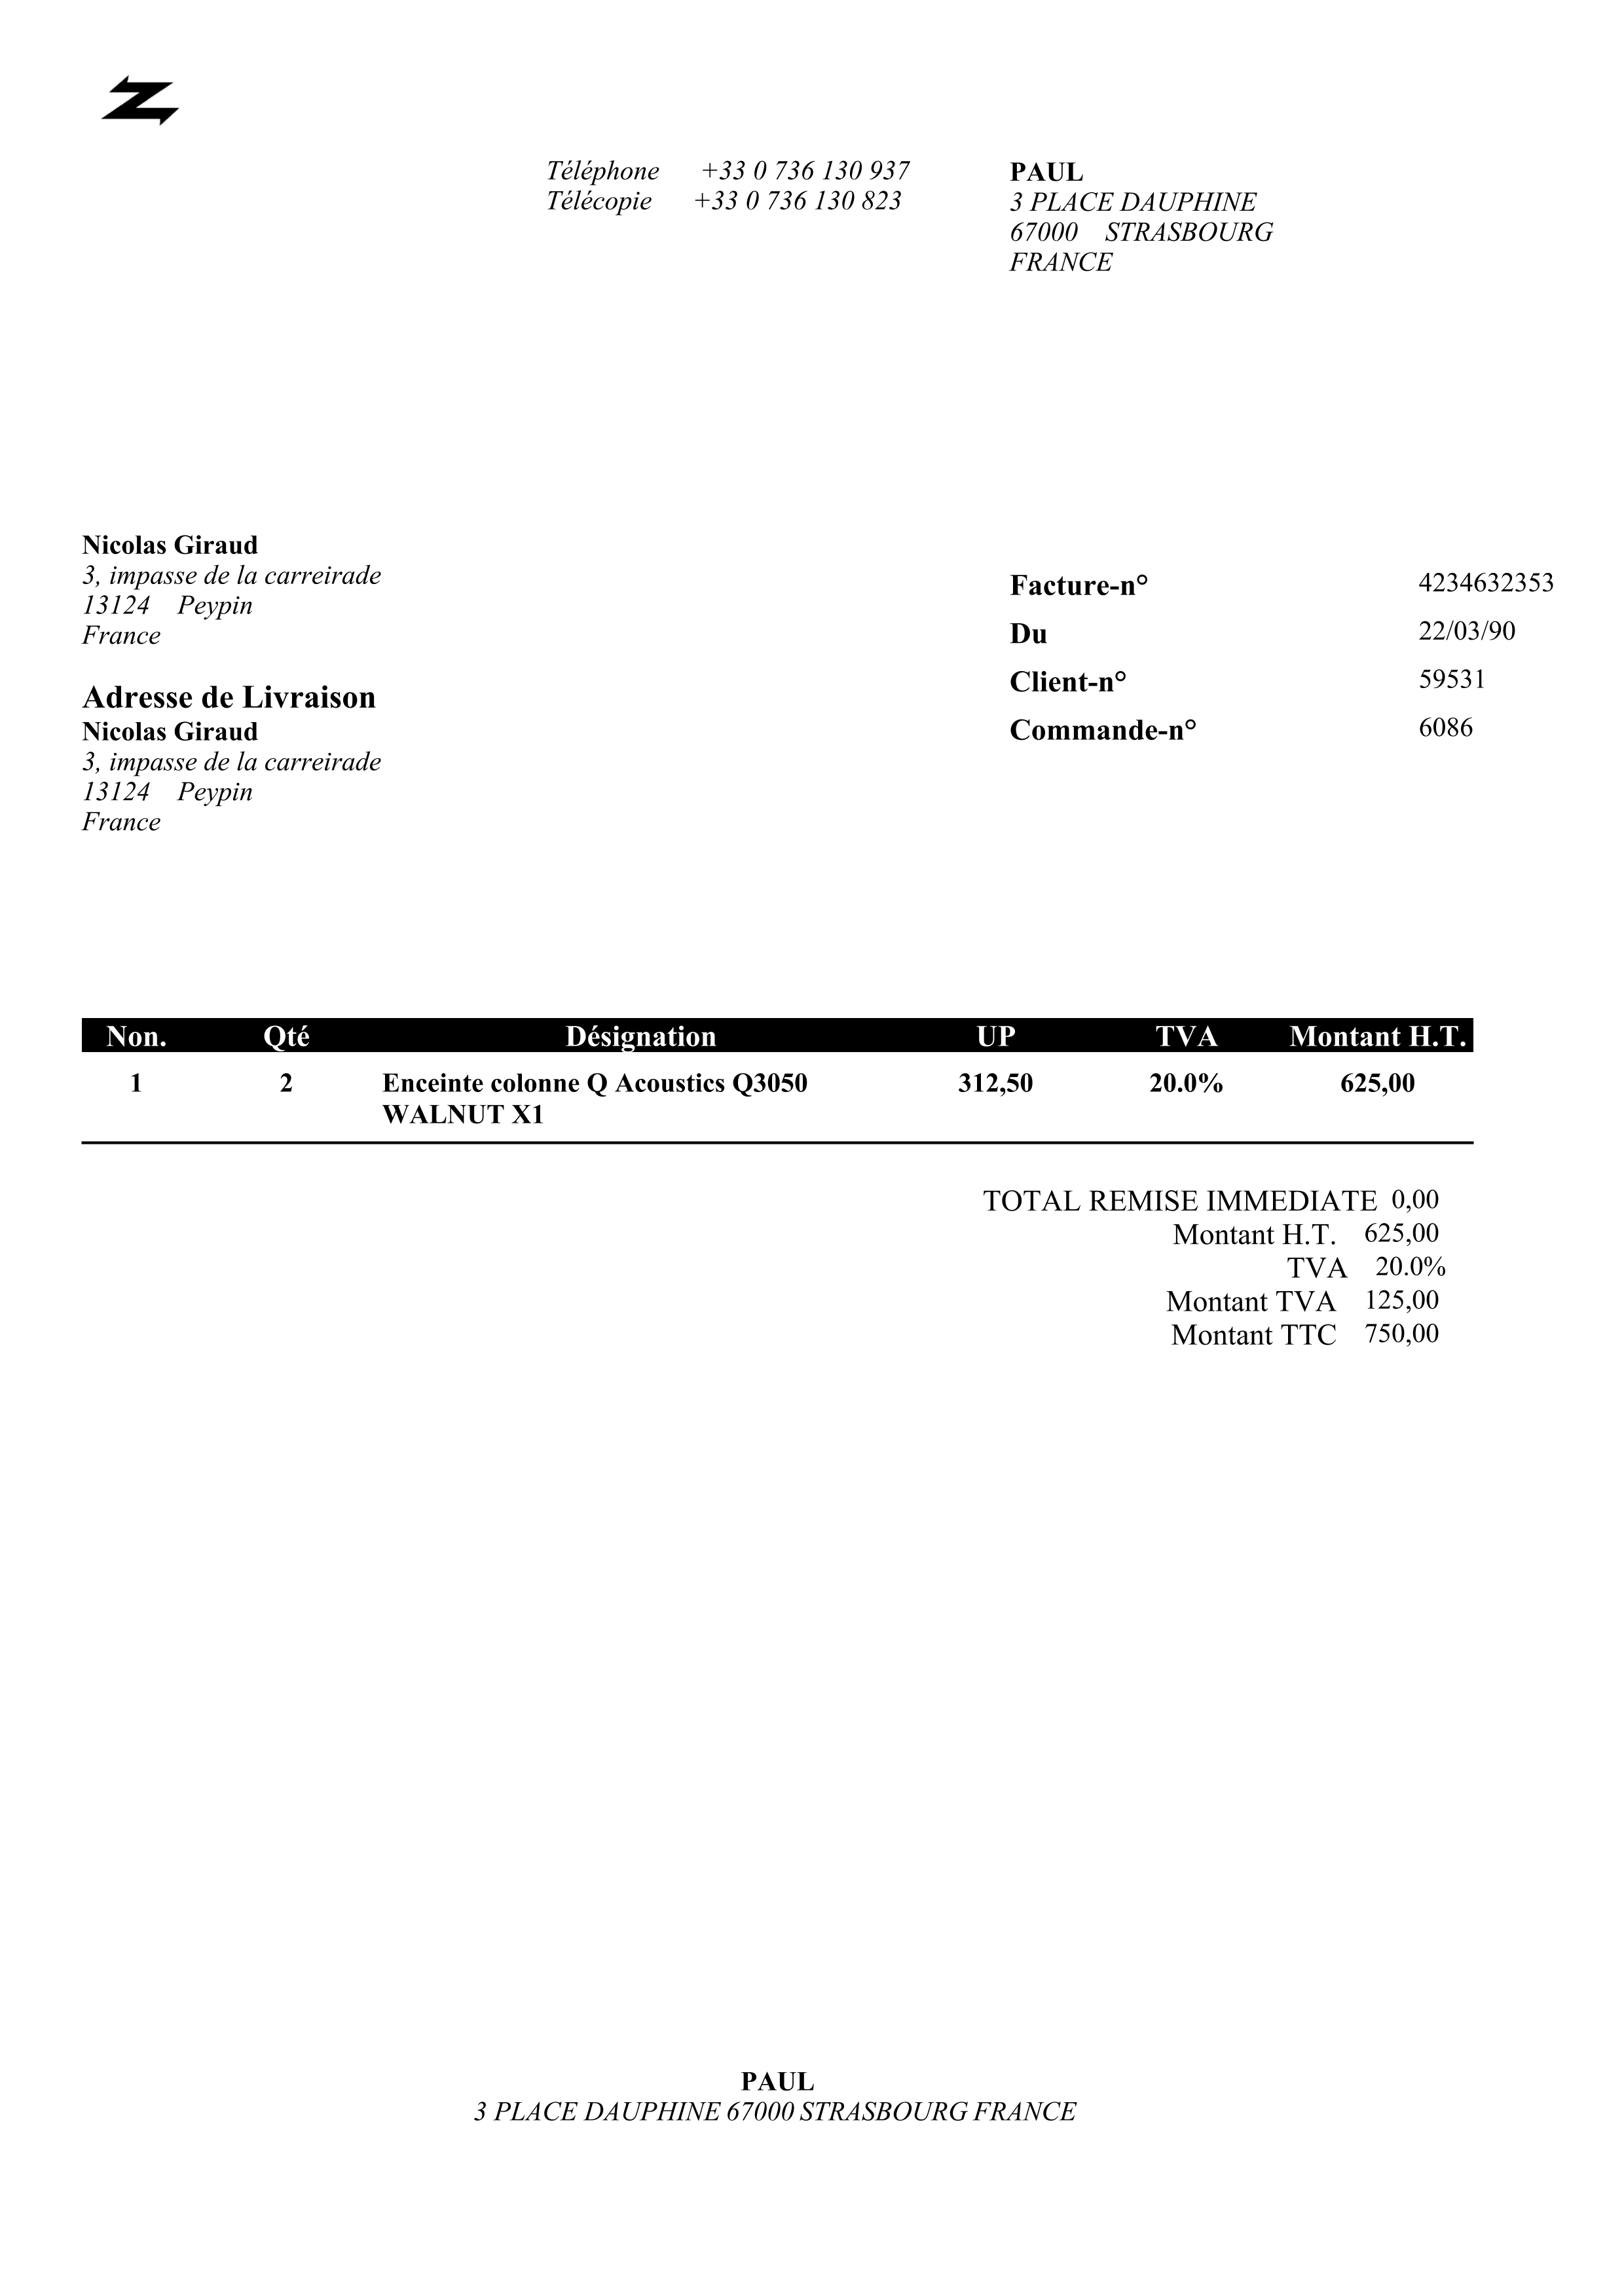 Téléphone +33 0 736 130 937
Télécopie +33 0 736 130 823
PAUL
3 PLACE DAUPHINE
67000 STRASBOURG
FRANCE
Nicolas Giraud
3, impasse de la carreirade
13124 Peypin
France
Adresse de Livraison
Nicolas Giraud
3, impasse de la carreirade
13124 Peypin
France
Facture-n° 4234632353
Du 22/03/90
Client-n° 59531
Commande-n° 6086
Non. Qté Désignation UP TVA Montant H.T.
1 2 Enceinte colonne Q Acoustics Q3050 312,50 20.0% 625,00
WALNUT X1
TOTAL REMISE IMMEDIATE 0,00
Montant H.T. 625,00
TVA 20.0%
Montant TVA 125,00
Montant TTC 750,00
PAUL
3 PLACE DAUPHINE 67000 STRASBOURG FRANCE